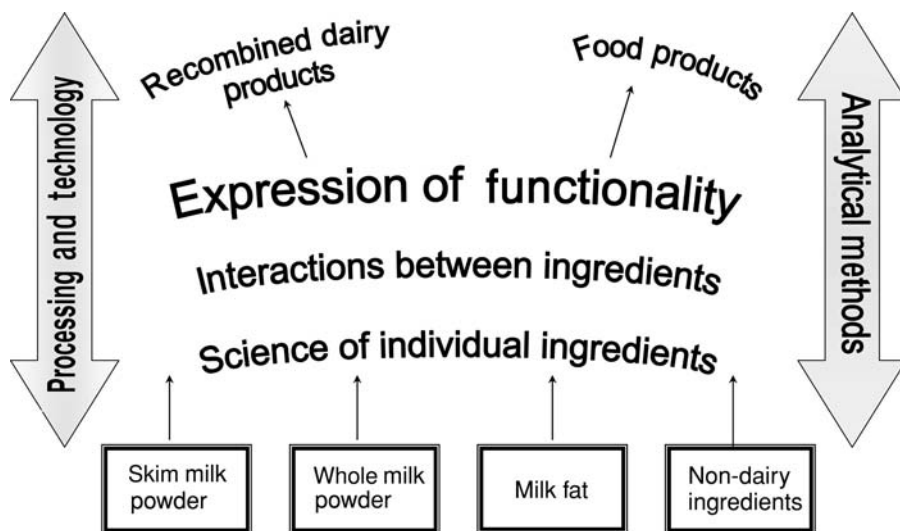 Recombined dairy
products
Food products
Processing and technology
Analytical methods
Expression of functionality
Interactions between ingredients
Science of individual ingredients
Skim milk
powder
Whole milk
powder
Milk fat
Non-dairy
ingredients